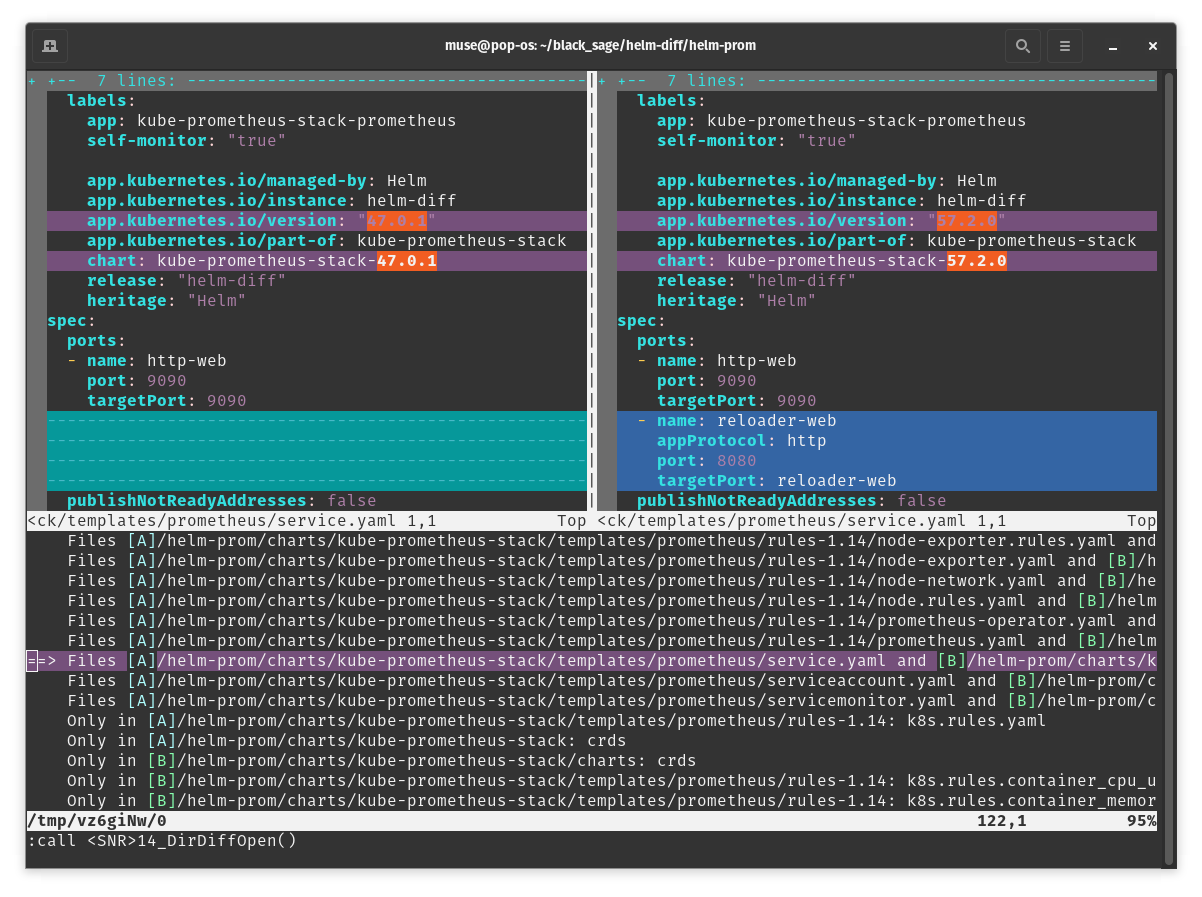 muse@pop-os: ~/black_sage/helm-diff/helm-prom
+ +--  7 lines: ----------------------------------------
  labels:
    app: kube-prometheus-stack-prometheus
    self-monitor: "true"
    app.kubernetes.io/managed-by: Helm
    app.kubernetes.io/instance: helm-diff
    app.kubernetes.io/version: "47.0.1"
    app.kubernetes.io/part-of: kube-prometheus-stack
    chart: kube-prometheus-stack-47.0.1
    release: "helm-diff"
    heritage: "Helm"
spec:
  ports:
  - name: http-web
    port: 9090
    targetPort: 9090
------------------------------------------------------
------------------------------------------------------
------------------------------------------------------
------------------------------------------------------
  publishNotReadyAddresses: false
<ck/templates/prometheus/service.yaml 1,1            Top
+ +--  7 lines: ----------------------------------------
  labels:
    app: kube-prometheus-stack-prometheus
    self-monitor: "true"
    app.kubernetes.io/managed-by: Helm
    app.kubernetes.io/instance: helm-diff
    app.kubernetes.io/version: "57.2.0"
    app.kubernetes.io/part-of: kube-prometheus-stack
    chart: kube-prometheus-stack-57.2.0
    release: "helm-diff"
    heritage: "Helm"
spec:
  ports:
  - name: http-web
    port: 9090
    targetPort: 9090
  - name: reloader-web
    appProtocol: http
    port: 8080
    targetPort: reloader-web
  publishNotReadyAddresses: false
<ck/templates/prometheus/service.yaml 1,1            Top
    Files [A]/helm-prom/charts/kube-prometheus-stack/templates/prometheus/rules-1.14/node-exporter.rules.yaml and
    Files [A]/helm-prom/charts/kube-prometheus-stack/templates/prometheus/rules-1.14/node-exporter.yaml and [B]/h
    Files [A]/helm-prom/charts/kube-prometheus-stack/templates/prometheus/rules-1.14/node-network.yaml and [B]/he
    Files [A]/helm-prom/charts/kube-prometheus-stack/templates/prometheus/rules-1.14/node.rules.yaml and [B]/helm
    Files [A]/helm-prom/charts/kube-prometheus-stack/templates/prometheus/rules-1.14/prometheus-operator.yaml and
    Files [A]/helm-prom/charts/kube-prometheus-stack/templates/prometheus/rules-1.14/prometheus.yaml and [B]/helm
==> Files [A]/helm-prom/charts/kube-prometheus-stack/templates/prometheus/service.yaml and [B]/helm-prom/charts/k
    Files [A]/helm-prom/charts/kube-prometheus-stack/templates/prometheus/serviceaccount.yaml and [B]/helm-prom/c
    Files [A]/helm-prom/charts/kube-prometheus-stack/templates/prometheus/servicemonitor.yaml and [B]/helm-prom/c
    Only in [A]/helm-prom/charts/kube-prometheus-stack/templates/prometheus/rules-1.14: k8s.rules.yaml
    Only in [A]/helm-prom/charts/kube-prometheus-stack: crds
    Only in [B]/helm-prom/charts/kube-prometheus-stack/charts: crds
    Only in [B]/helm-prom/charts/kube-prometheus-stack/templates/prometheus/rules-1.14: k8s.rules.container_cpu_u
    Only in [B]/helm-prom/charts/kube-prometheus-stack/templates/prometheus/rules-1.14: k8s.rules.container_memor
/tmp/vz6giNw/0                                                                                 122,1          95%
:call <SNR>14_DirDiffOpen()